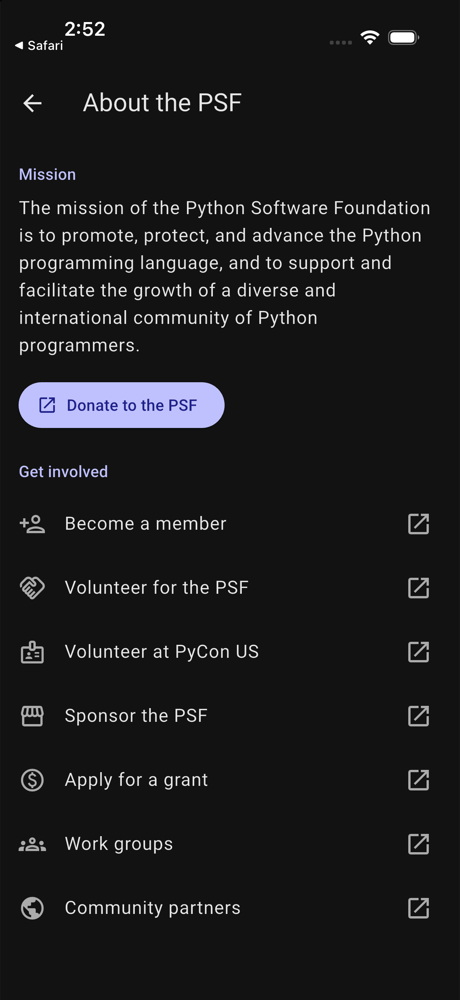 2:52
◀ Safari
About the PSF
Mission
The mission of the Python Software Foundation
is to promote, protect, and advance the Python
programming language, and to support and
facilitate the growth of a diverse and
international community of Python
programmers.
Donate to the PSF
Get involved
Become a member
Volunteer for the PSF
Volunteer at PyCon US
Sponsor the PSF
Apply for a grant
Work groups
Community partners